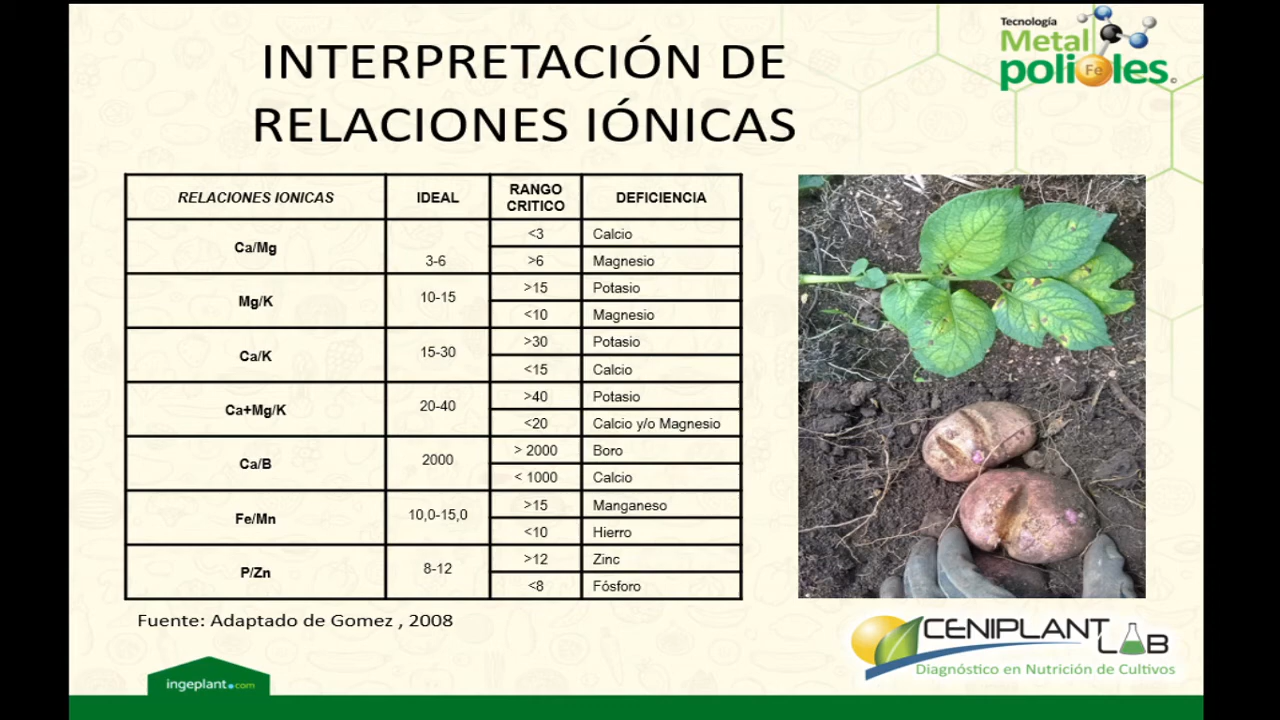 Tecnología
Metal
polioles
Fe
INTERPRETACIÓN DE
RELACIONES IÓNICAS
RELACIONES IONICAS IDEAL RANGO CRITICO DEFICIENCIA
Ca/Mg 3-6 <3 Calcio
>6 Magnesio
Mg/K 10-15 >15 Potasio
<10 Magnesio
Ca/K 15-30 >30 Potasio
<15 Calcio
Ca+Mg/K 20-40 >40 Potasio
<20 Calcio y/o Magnesio
Ca/B 2000 > 2000 Boro
< 1000 Calcio
Fe/Mn 10,0-15,0 >15 Manganeso
<10 Hierro
P/Zn 8-12 >12 Zinc
<8 Fósforo
Fuente: Adaptado de Gomez , 2008
CENIPLANT LAB
Diagnóstico en Nutrición de Cultivos
ingeplant.com